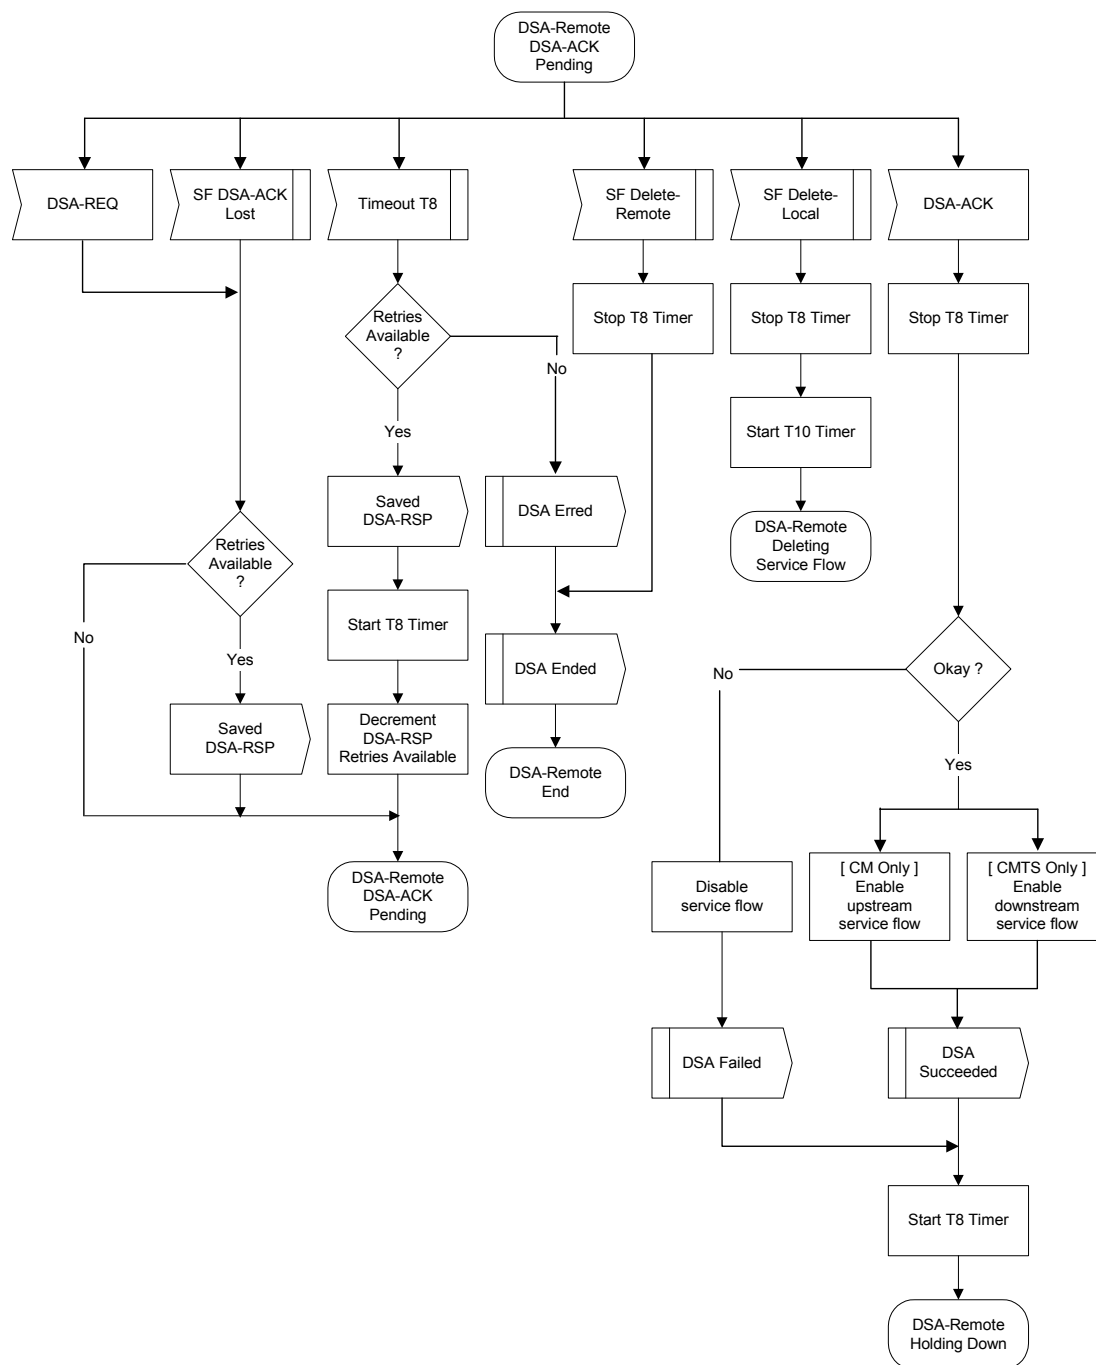 DSA-Remote
DSA-ACK
Pending
DSA-REQ
SF DSA-ACK
Lost
Timeout T8
SF Delete-
Remote
SF Delete-
Local
DSA-ACK
Retries
Available
?
Stop T8 Timer
Stop T8 Timer
Stop T8 Timer
No
Yes
Start T10 Timer
Saved
DSA-RSP
DSA Erred
DSA-Remote
Deleting
Service Flow
Retries
Available
?
No
Yes
Start T8 Timer
DSA Ended
Okay ?
No
Yes
Saved
DSA-RSP
Decrement
DSA-RSP
Retries Available
DSA-Remote
End
DSA-Remote
DSA-ACK
Pending
Disable
service flow
[ CM Only ]
Enable
upstream
service flow
[ CMTS Only ]
Enable
downstream
service flow
DSA Failed
DSA
Succeeded
Start T8 Timer
DSA-Remote
Holding Down